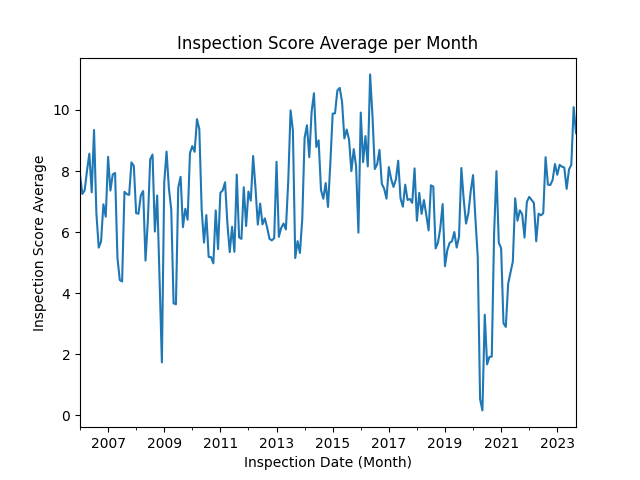 Inspection Score Average per Month
Inspection Score Average
10
8
6
4
2
0
2007 2009 2011 2013 2015 2017 2019 2021 2023
Inspection Date (Month)